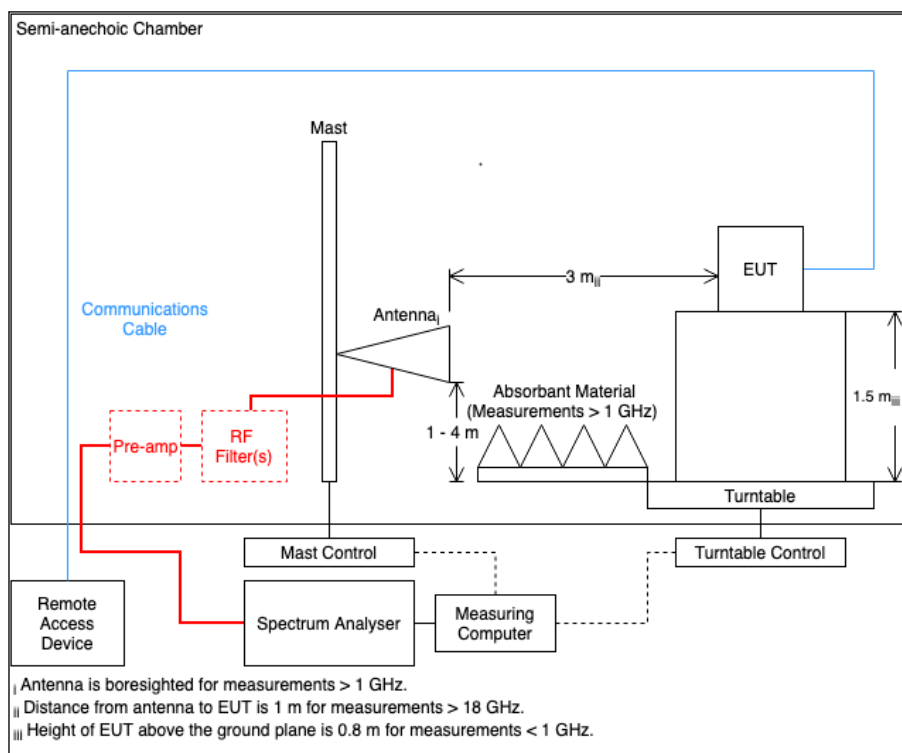 Semi-anechoic Chamber
Mast
EUT
3 mii
Communications
Cable
Antennai
Absorbant Material
(Measurements > 1 GHz)
1.5 miii
1 - 4 m
Pre-amp
RF
Filter(s)
Turntable
Mast Control
Turntable Control
Remote
Access
Device
Spectrum Analyser
Measuring
Computer
i Antenna is boresighted for measurements > 1 GHz.
ii Distance from antenna to EUT is 1 m for measurements > 18 GHz.
iii Height of EUT above the ground plane is 0.8 m for measurements < 1 GHz.